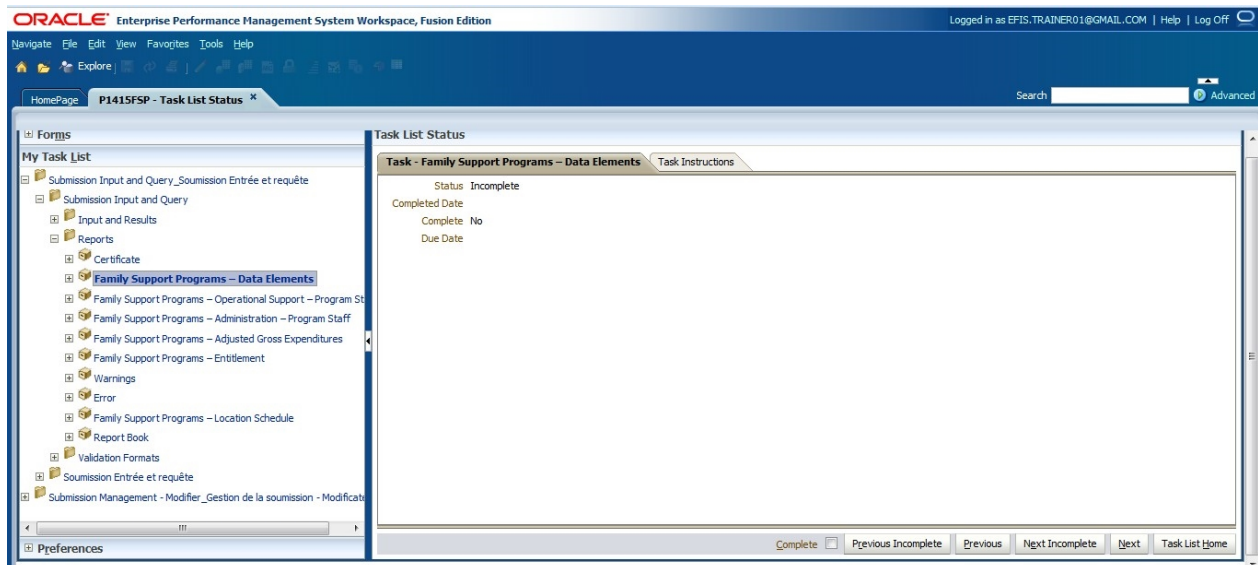 ORACLE Enterprise Performance Management System Workspace, Fusion Edition
Logged in as EFIS.TRAINER01@GMAIL.COM | Help | Log Off
Navigate File Edit View Favorites Tools Help
Explore
HomePage P1415FSP - Task List Status
Search Advanced
Forms
My Task List
Submission Input and Query_Soumission Entrée et requête
Submission Input and Query
Input and Results
Reports
Certificate
Family Support Programs – Data Elements
Family Support Programs – Operational Support – Program St
Family Support Programs – Administration – Program Staff
Family Support Programs – Adjusted Gross Expenditures
Family Support Programs – Entitlement
Warnings
Error
Family Support Programs – Location Schedule
Report Book
Validation Formats
Soumission Entrée et requête
Submission Management - Modifier_Gestion de la soumission - Modificate
Preferences
Task List Status
Task - Family Support Programs – Data Elements Task Instructions
Status Incomplete
Completed Date
Complete No
Due Date
Complete Previous Incomplete Previous Next Incomplete Next Task List Home